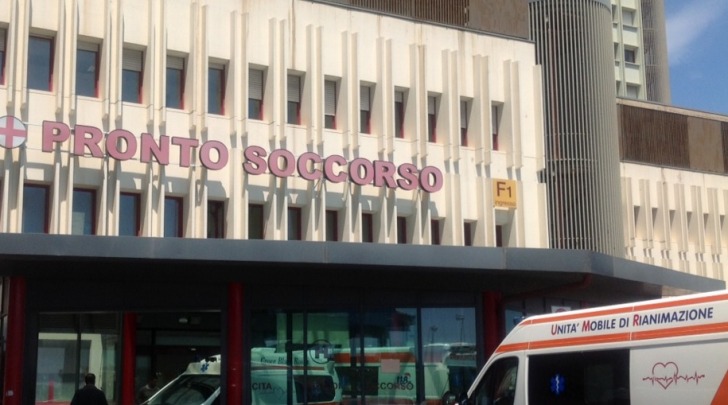 PRONTO SOCCORSO
F1
UNITA' MOBILE DI RIANIMAZIONE